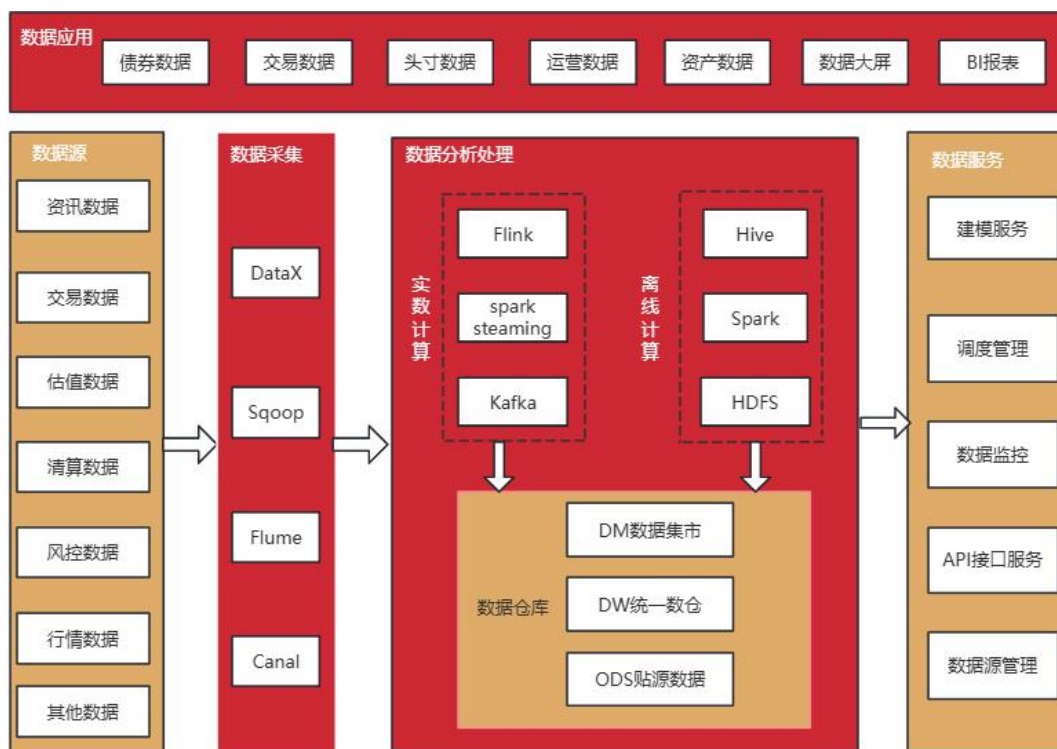 数据应用
债券数据
交易数据
头寸数据
运营数据
资产数据
数据大屏
BI报表
数据源
资讯数据
交易数据
估值数据
清算数据
风控数据
行情数据
其他数据
数据采集
DataX
Sqoop
Flume
Canal
数据分析处理
实数计算
Flink
spark
steaming
Kafka
离线计算
Hive
Spark
HDFS
数据仓库
DM数据集市
DW统一数仓
ODS贴源数据
数据服务
建模服务
调度管理
数据监控
API接口服务
数据源管理